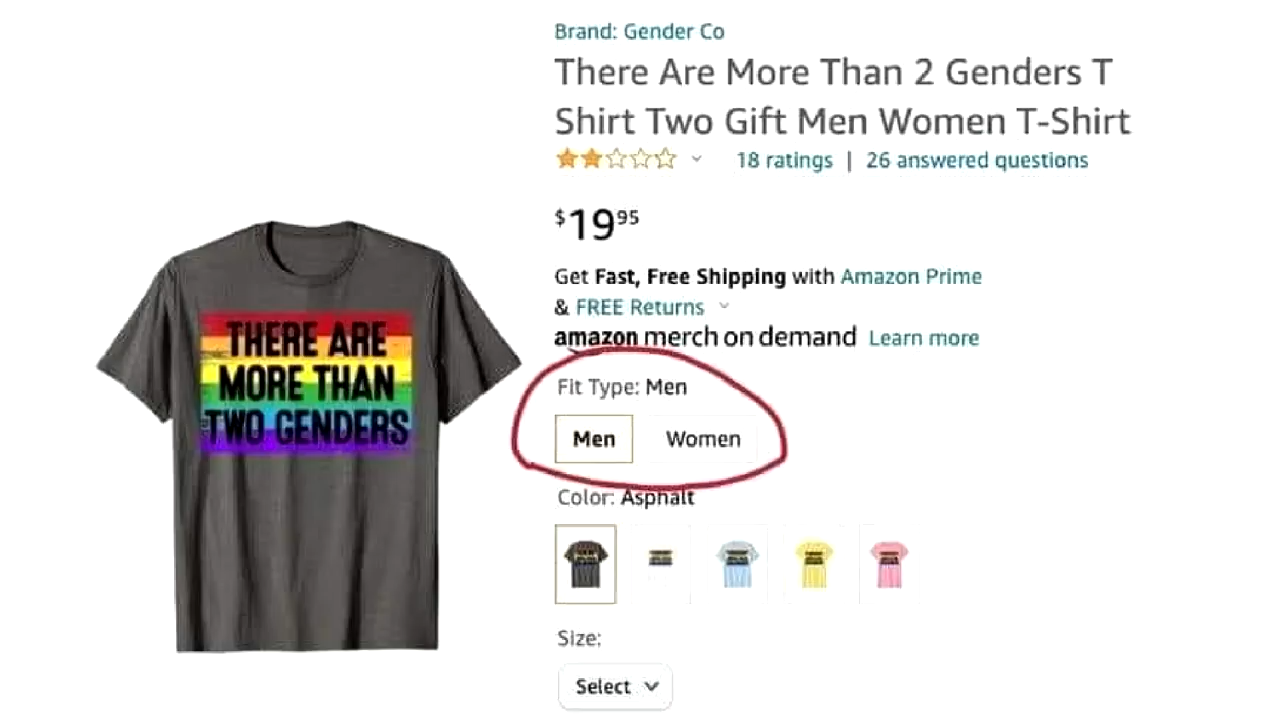 Brand: Gender Co
There Are More Than 2 Genders T
Shirt Two Gift Men Women T-Shirt
18 ratings | 26 answered questions
$19 95
Get Fast, Free Shipping with Amazon Prime
& FREE Returns
amazon merch on demand Learn more
THERE ARE
MORE THAN
TWO GENDERS
Fit Type: Men
Men Women
Color: Asphalt
Size:
Select